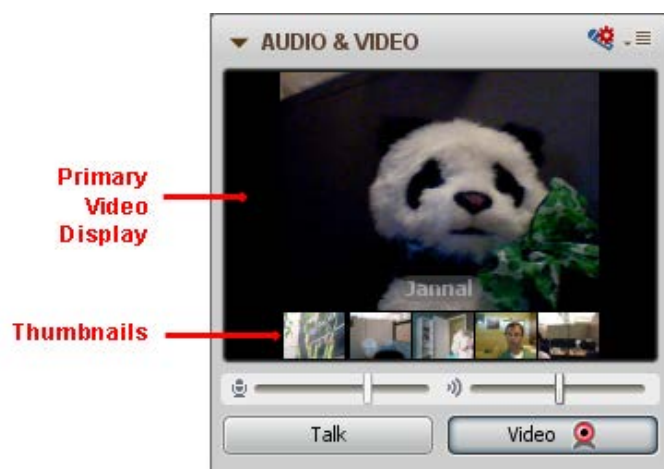 AUDIO & VIDEO
Primary
Video
Display
Jannal
Thumbnails
Talk
Video